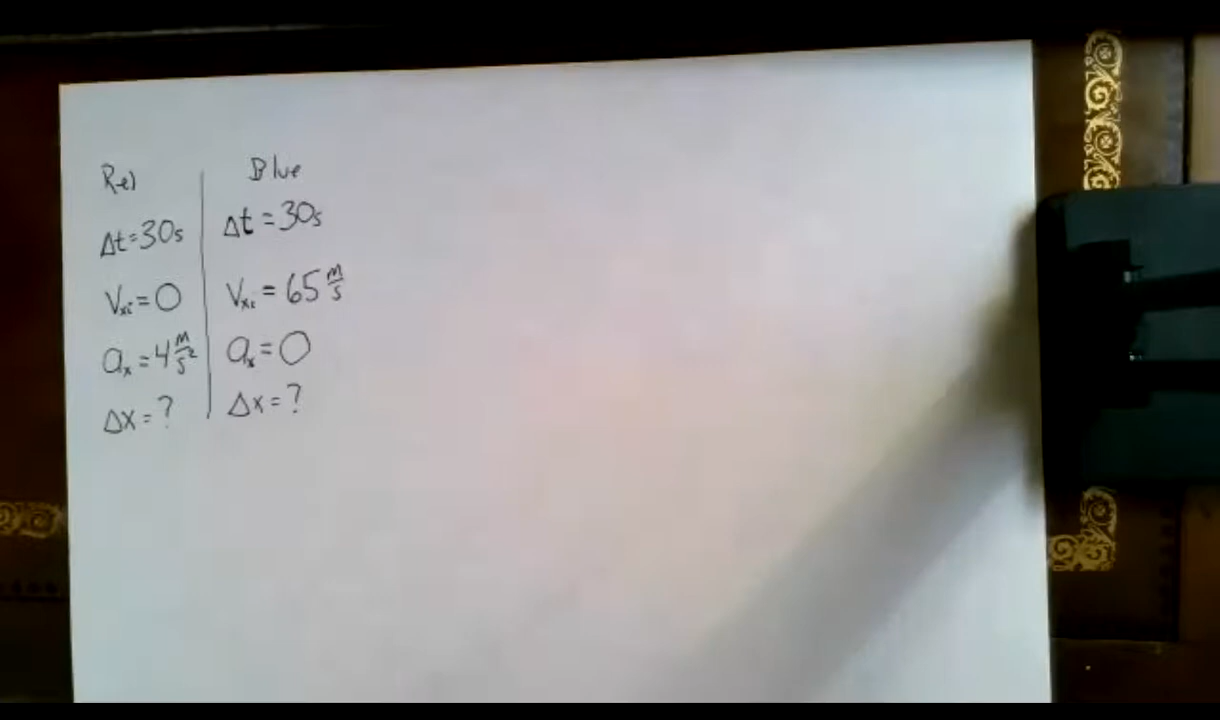 Red
Δt=30s
Vxi=0
ax=4 m/s²
Δx=?
Blue
Δt=30s
Vxi=65 m/s
ax=0
Δx=?